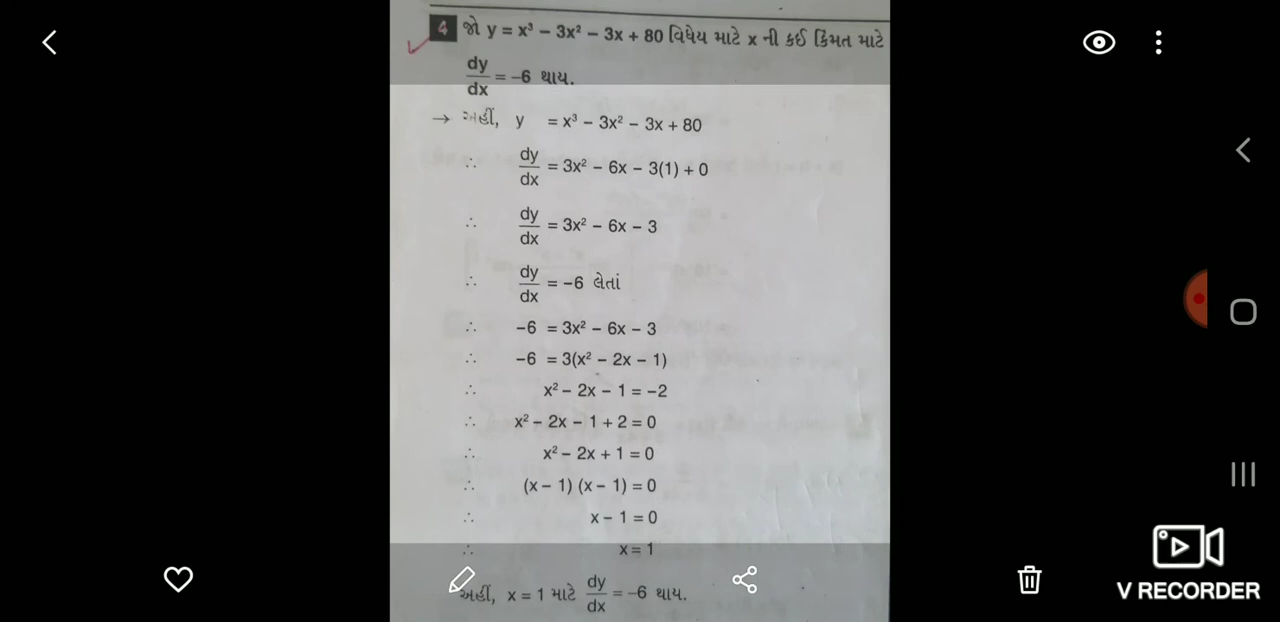 4 જો y = x³ − 3x² − 3x + 80 વિધેય માટે x ની કઈ કિંમત માટે
dy/dx = −6 થાય.
→ અહીં, y = x³ − 3x² − 3x + 80
∴ dy/dx = 3x² − 6x − 3(1) + 0
∴ dy/dx = 3x² − 6x − 3
∴ dy/dx = −6 લેતાં
∴ −6 = 3x² − 6x − 3
∴ −6 = 3(x² − 2x − 1)
∴ x² − 2x − 1 = −2
∴ x² − 2x − 1 + 2 = 0
∴ x² − 2x + 1 = 0
∴ (x − 1) (x − 1) = 0
∴ x − 1 = 0
∴ x = 1
અહીં, x = 1 માટે dy/dx = −6 થાય.
V RECORDER